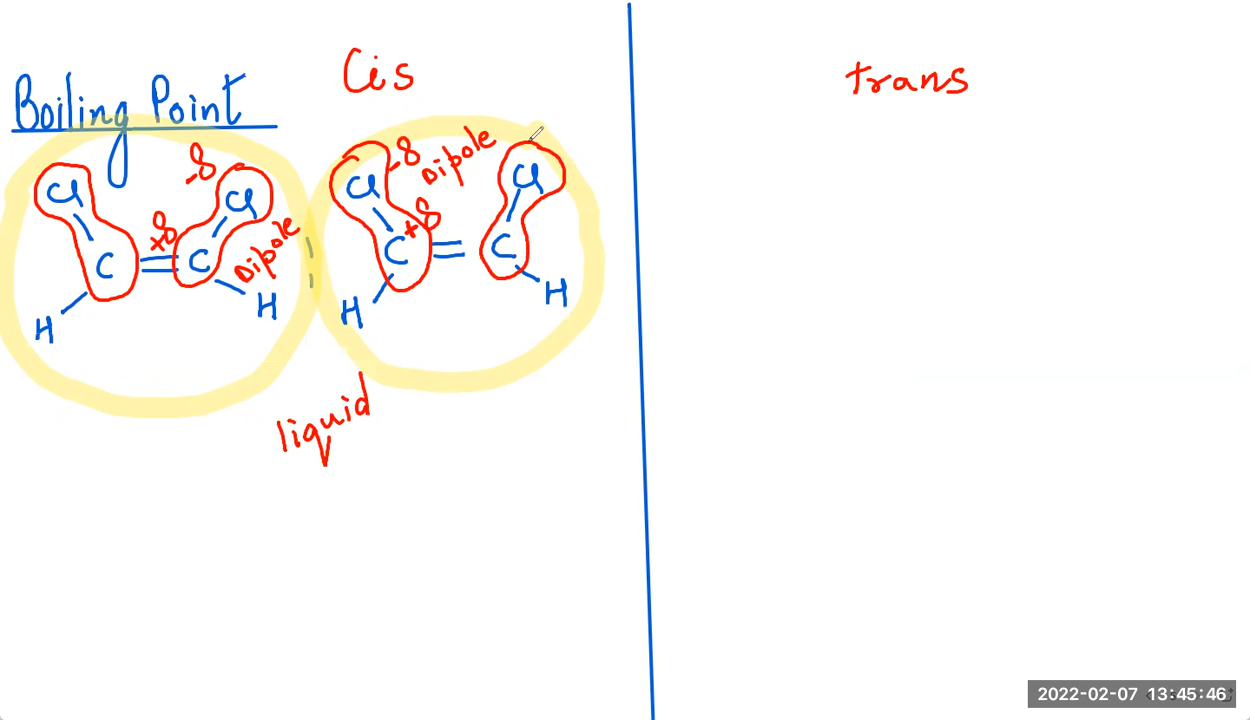 Boiling Point
Cis
trans
Cl -δ Cl
+δ
C = C Dipole
H H
Cl -δ Dipole Cl
+δ
C = C
H H
liquid
2022-02-07 13:45:46